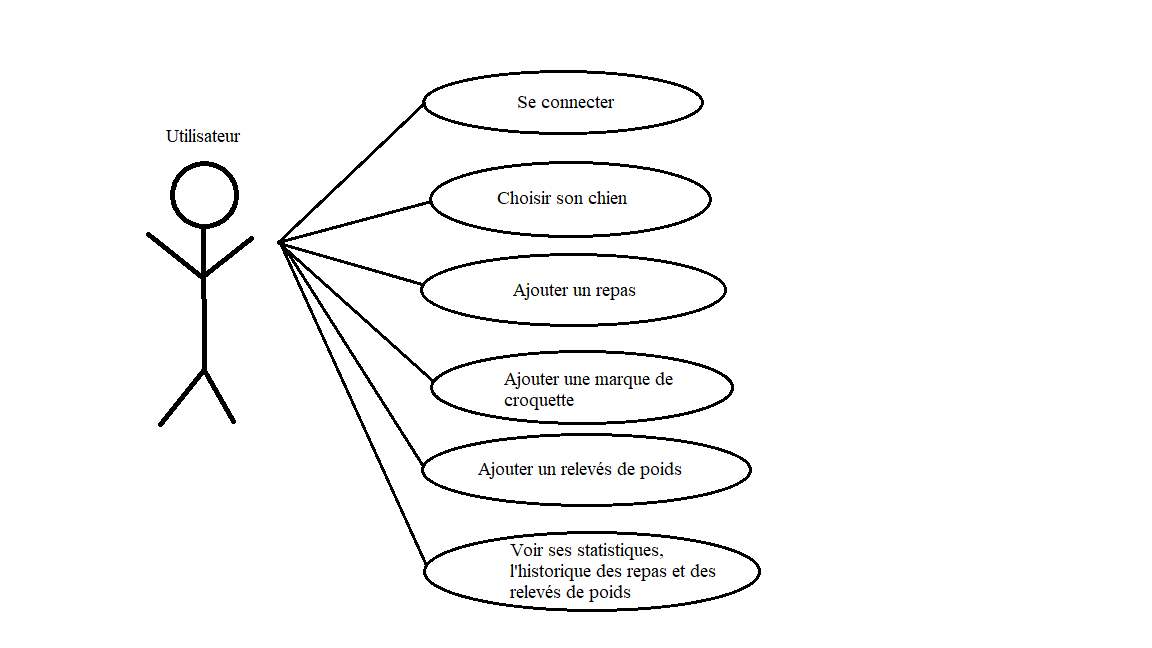 Utilisateur
Se connecter
Choisir son chien
Ajouter un repas
Ajouter une marque de
croquette
Ajouter un relevés de poids
Voir ses statistiques,
l'historique des repas et des
relevés de poids